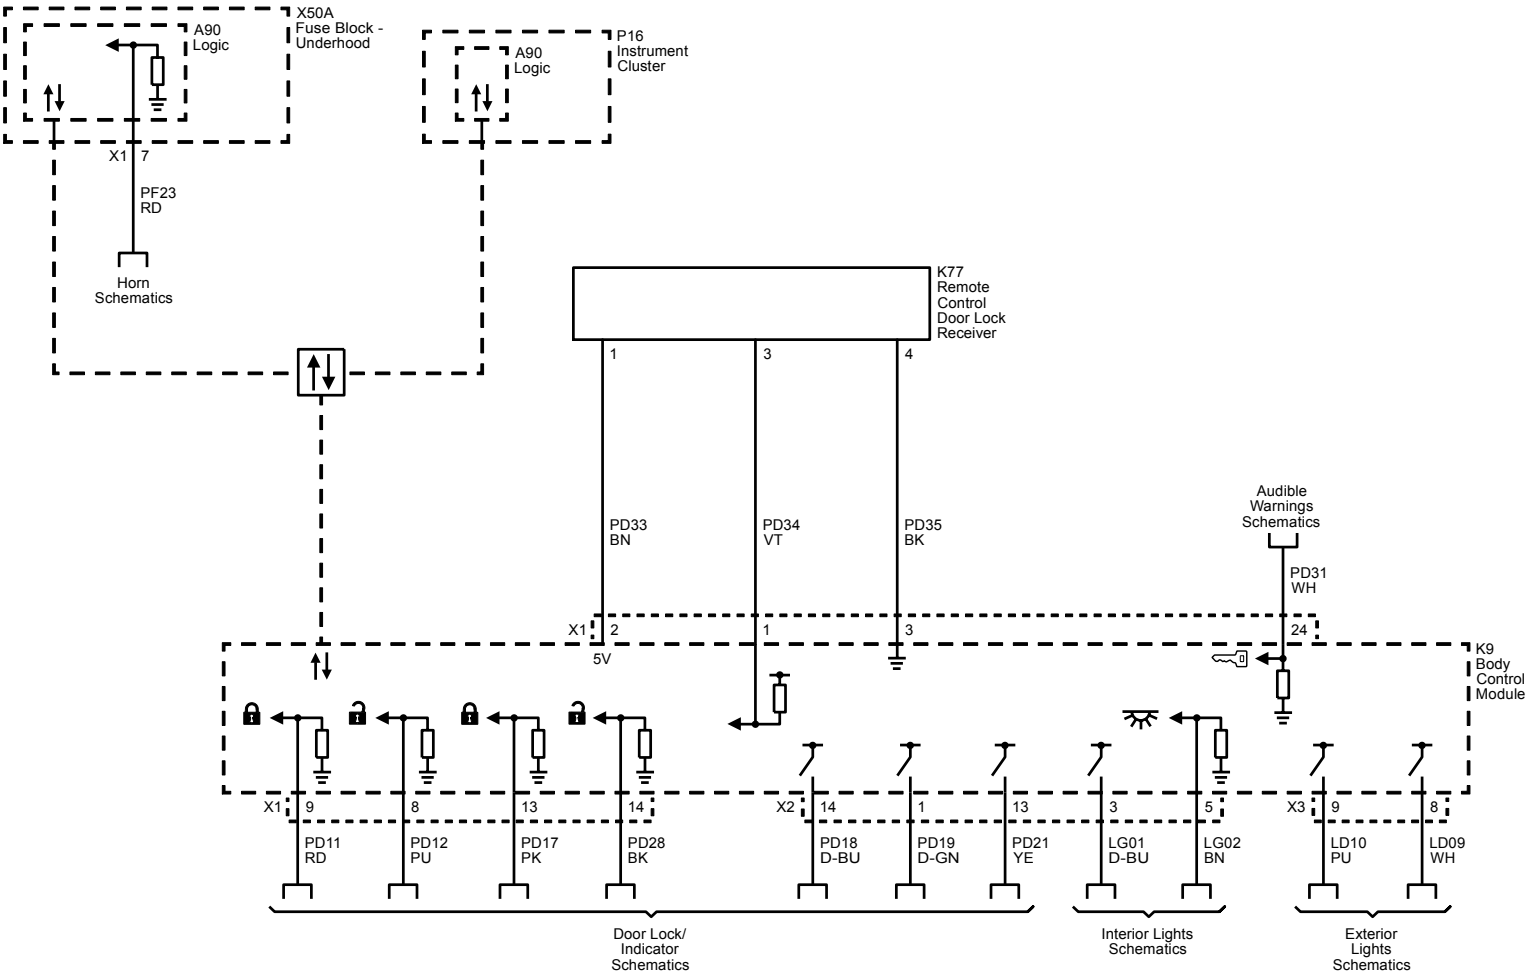 X50A
Fuse Block -
Underhood
A90
Logic
P16
Instrument
Cluster
A90
Logic
X1 7
PF23
RD
Horn
Schematics
K77
Remote
Control
Door Lock
Receiver
1 3 4
PD33
BN
PD34
VT
PD35
BK
Audible
Warnings
Schematics
PD31
WH
X1 2 1 3 24
5V
K9
Body
Control
Module
X1 9 8 13 14 X2 14 1 13 3 5 X3 9 8
PD11
RD
PD12
PU
PD17
PK
PD28
BK
PD18
D-BU
PD19
D-GN
PD21
YE
LG01
D-BU
LG02
BN
LD10
PU
LD09
WH
Door Lock/
Indicator
Schematics
Interior Lights
Schematics
Exterior
Lights
Schematics